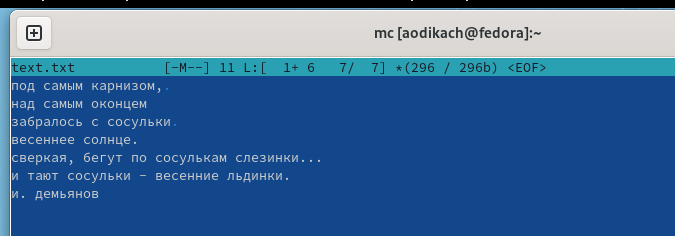 mc [aodikach@fedora]:~
text.txt [-M--] 11 L:[ 1+ 6 7/ 7] *(296 / 296b) <EOF>
под самым карнизом,.
над самым оконцем
забралось с сосульки.
весеннее солнце.
сверкая, бегут по сосулькам слезинки...
и тают сосульки - весенние льдинки.
и. демьянов